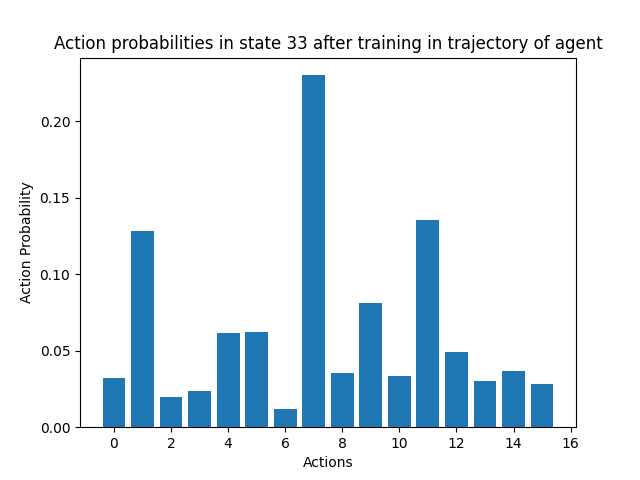 Action probabilities in state 33 after training in trajectory of agent
0.20
0.15
0.10
0.05
0.00
Action Probability
0 2 4 6 8 10 12 14 16
Actions